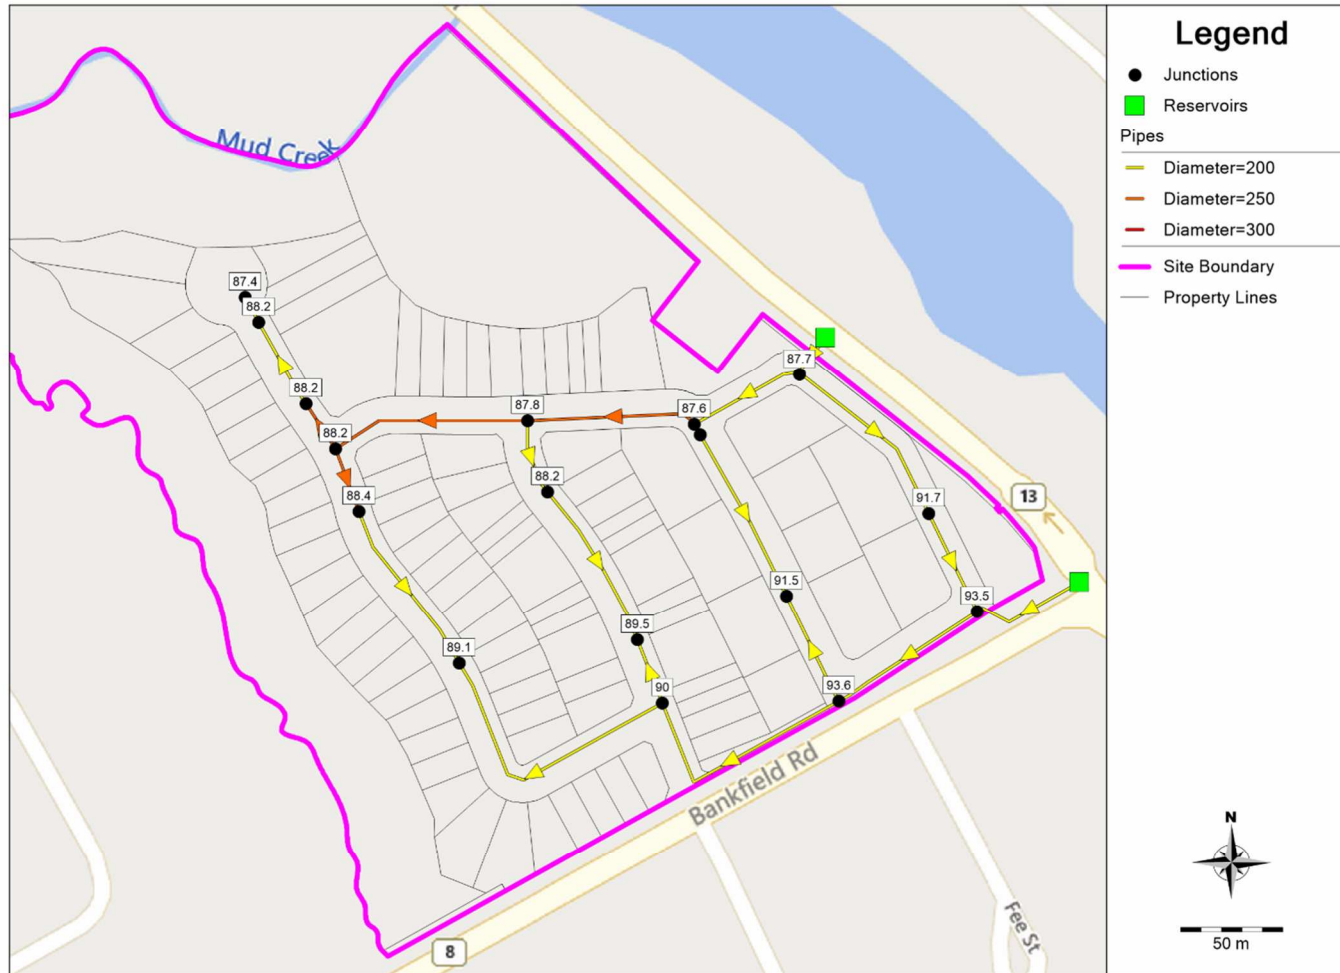 Legend
Junctions
Reservoirs
Pipes
Diameter=200
Diameter=250
Diameter=300
Site Boundary
Property Lines
Mud Creek
87.4
88.2
87.7
88.2
87.8
87.6
88.2
88.2
88.4
91.7
13
91.5
93.5
89.5
89.1
90
93.6
Bankfield Rd
N
Fee St
50 m
8